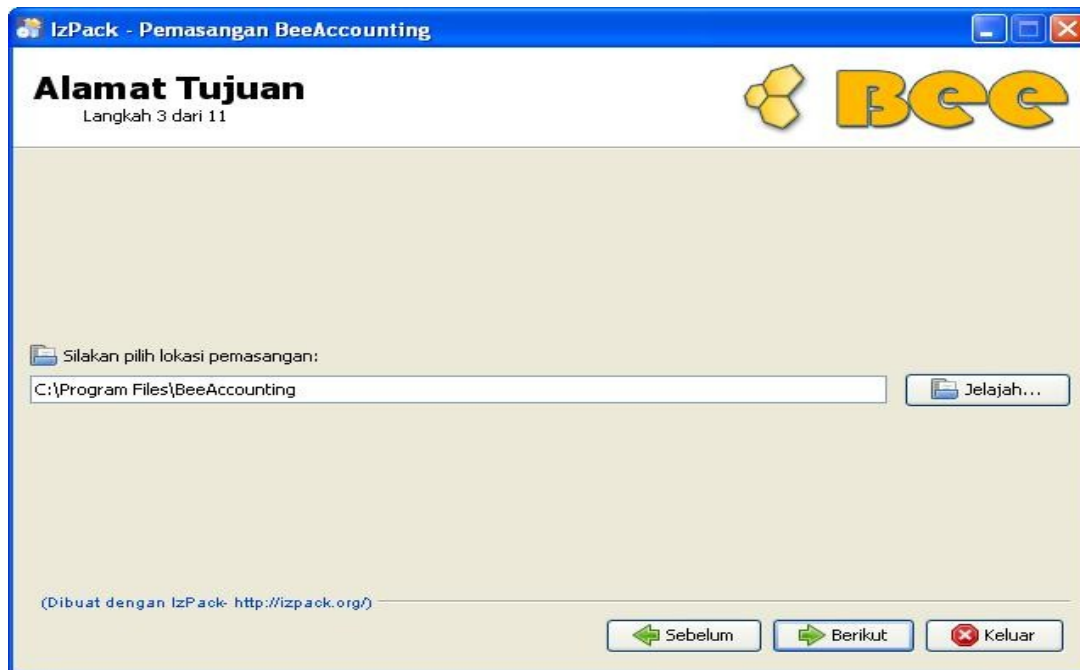 IzPack - Pemasangan BeeAccounting
Alamat Tujuan
Langkah 3 dari 11
Bee
Silakan pilih lokasi pemasangan:
C:\Program Files\BeeAccounting
Jelajah...
(Dibuat dengan IzPack- http://izpack.org/)
Sebelum
Berikut
Keluar